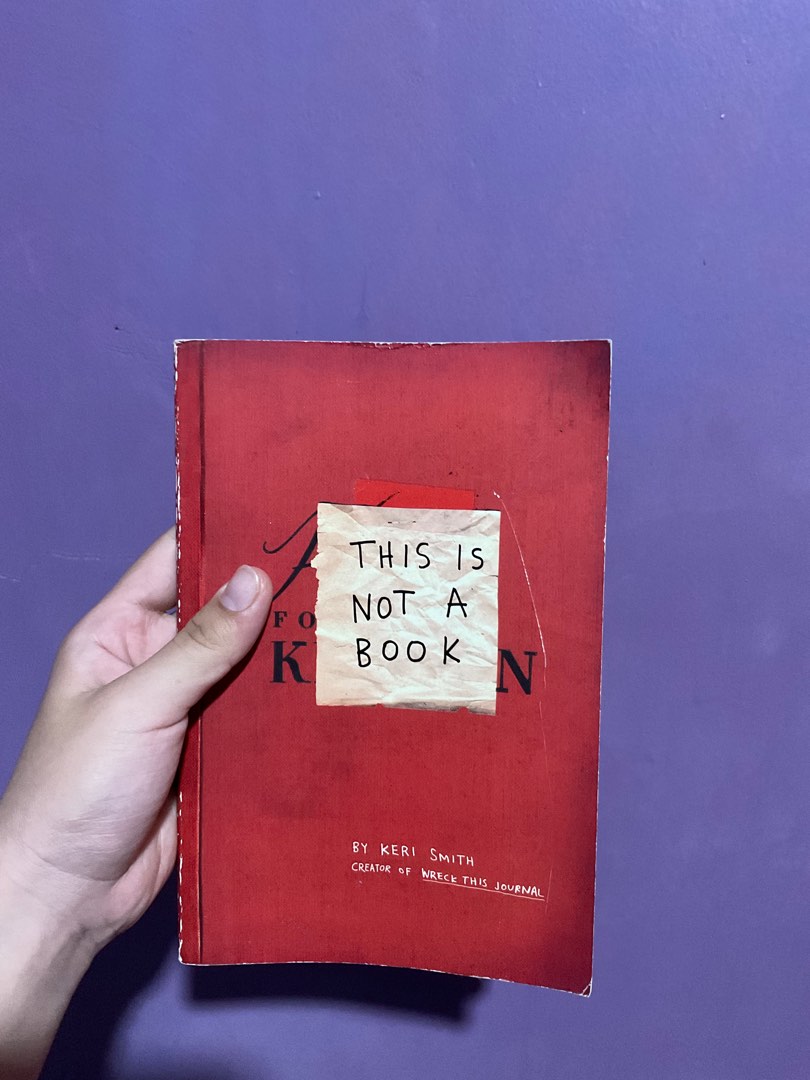 THIS IS
NOT A
BOOK
BY KERI SMITH
CREATOR OF WRECK THIS JOURNAL